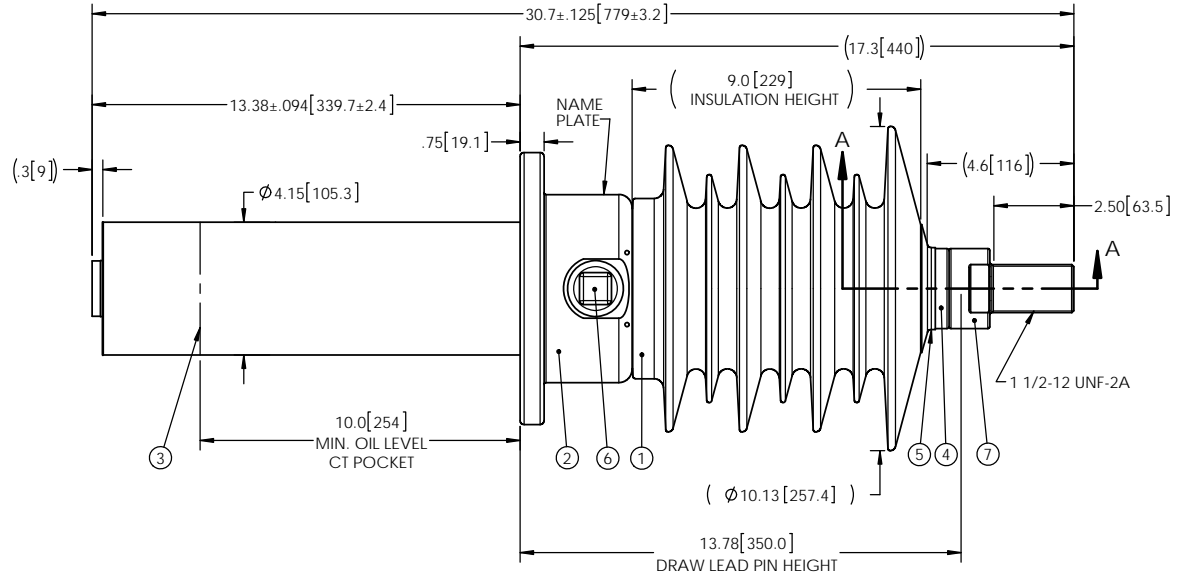 30.7±.125[779±3.2]
(17.3[440])
( 9.0[229] )
INSULATION HEIGHT
13.38±.094[339.7±2.4]
NAME
PLATE
.75[19.1]
A
(4.6[116])
(.3[9])
Ø4.15[105.3]
2.50[63.5]
A
1 1/2-12 UNF-2A
10.0[254]
MIN. OIL LEVEL
CT POCKET
3
2
6
1
5
4
7
( Ø10.13[257.4] )
13.78[350.0]
DRAW LEAD PIN HEIGHT